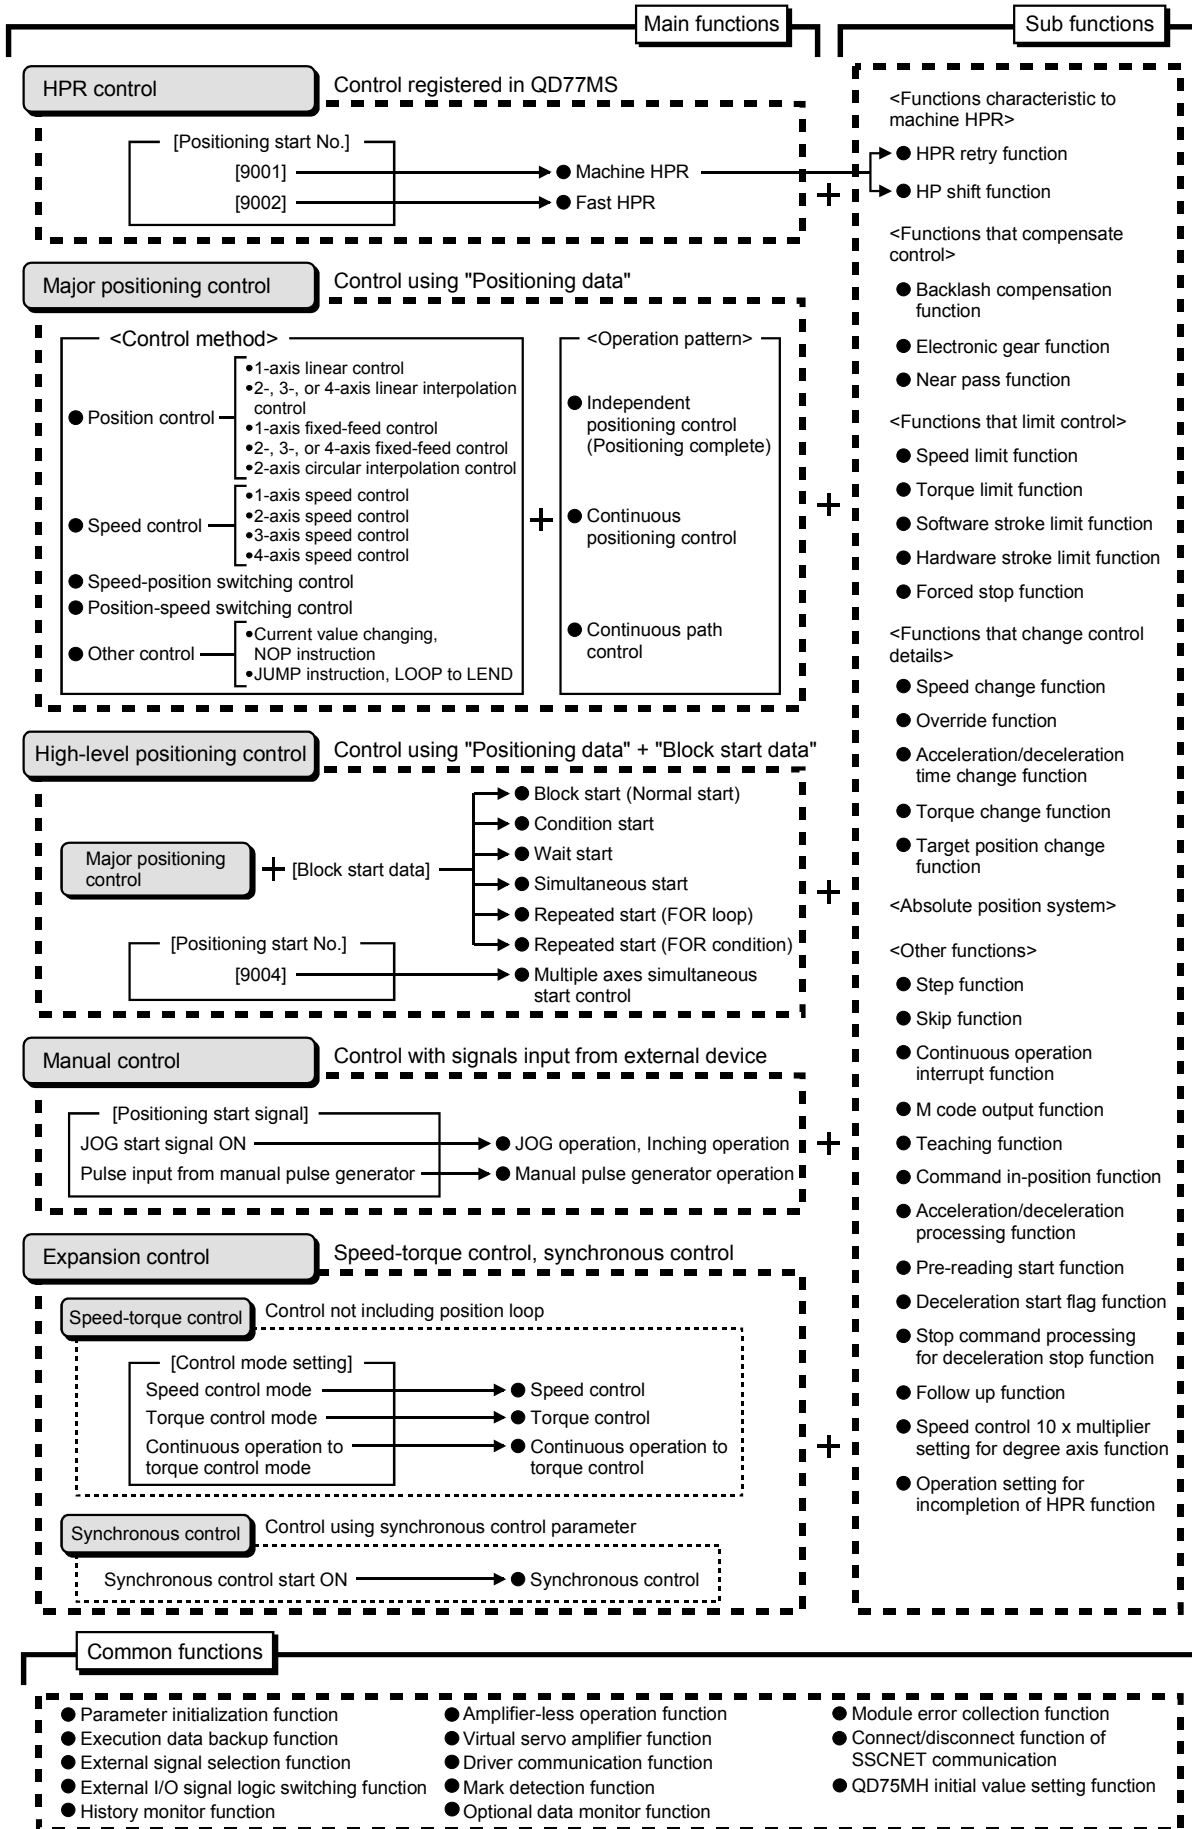 Main functions
Sub functions
HPR control
Control registered in QD77MS
[Positioning start No.]
[9001]
● Machine HPR
[9002]
● Fast HPR
Major positioning control
Control using "Positioning data"
<Control method>
● Position control
•1-axis linear control
•2-, 3-, or 4-axis linear interpolation
control
•1-axis fixed-feed control
•2-, 3-, or 4-axis fixed-feed control
•2-axis circular interpolation control
● Speed control
•1-axis speed control
•2-axis speed control
•3-axis speed control
•4-axis speed control
● Speed-position switching control
● Position-speed switching control
● Other control
•Current value changing,
NOP instruction
•JUMP instruction, LOOP to LEND
+
<Operation pattern>
● Independent
positioning control
(Positioning complete)
● Continuous
positioning control
● Continuous path
control
High-level positioning control
Control using "Positioning data" + "Block start data"
Major positioning
control
+ [Block start data]
● Block start (Normal start)
● Condition start
● Wait start
● Simultaneous start
● Repeated start (FOR loop)
● Repeated start (FOR condition)
[Positioning start No.]
[9004]
● Multiple axes simultaneous
start control
Manual control
Control with signals input from external device
[Positioning start signal]
JOG start signal ON
● JOG operation, Inching operation
Pulse input from manual pulse generator
● Manual pulse generator operation
Expansion control
Speed-torque control, synchronous control
Speed-torque control
Control not including position loop
[Control mode setting]
Speed control mode
● Speed control
Torque control mode
● Torque control
Continuous operation to
torque control mode
● Continuous operation to
torque control
Synchronous control
Control using synchronous control parameter
Synchronous control start ON
● Synchronous control
+
+
+
+
+
<Functions characteristic to
machine HPR>
● HPR retry function
● HP shift function
<Functions that compensate
control>
● Backlash compensation
function
● Electronic gear function
● Near pass function
<Functions that limit control>
● Speed limit function
● Torque limit function
● Software stroke limit function
● Hardware stroke limit function
● Forced stop function
<Functions that change control
details>
● Speed change function
● Override function
● Acceleration/deceleration
time change function
● Torque change function
● Target position change
function
<Absolute position system>
<Other functions>
● Step function
● Skip function
● Continuous operation
interrupt function
● M code output function
● Teaching function
● Command in-position function
● Acceleration/deceleration
processing function
● Pre-reading start function
● Deceleration start flag function
● Stop command processing
for deceleration stop function
● Follow up function
● Speed control 10 x multiplier
setting for degree axis function
● Operation setting for
incompletion of HPR function
Common functions
● Parameter initialization function
● Execution data backup function
● External signal selection function
● External I/O signal logic switching function
● History monitor function
● Amplifier-less operation function
● Virtual servo amplifier function
● Driver communication function
● Mark detection function
● Optional data monitor function
● Module error collection function
● Connect/disconnect function of
SSCNET communication
● QD75MH initial value setting function